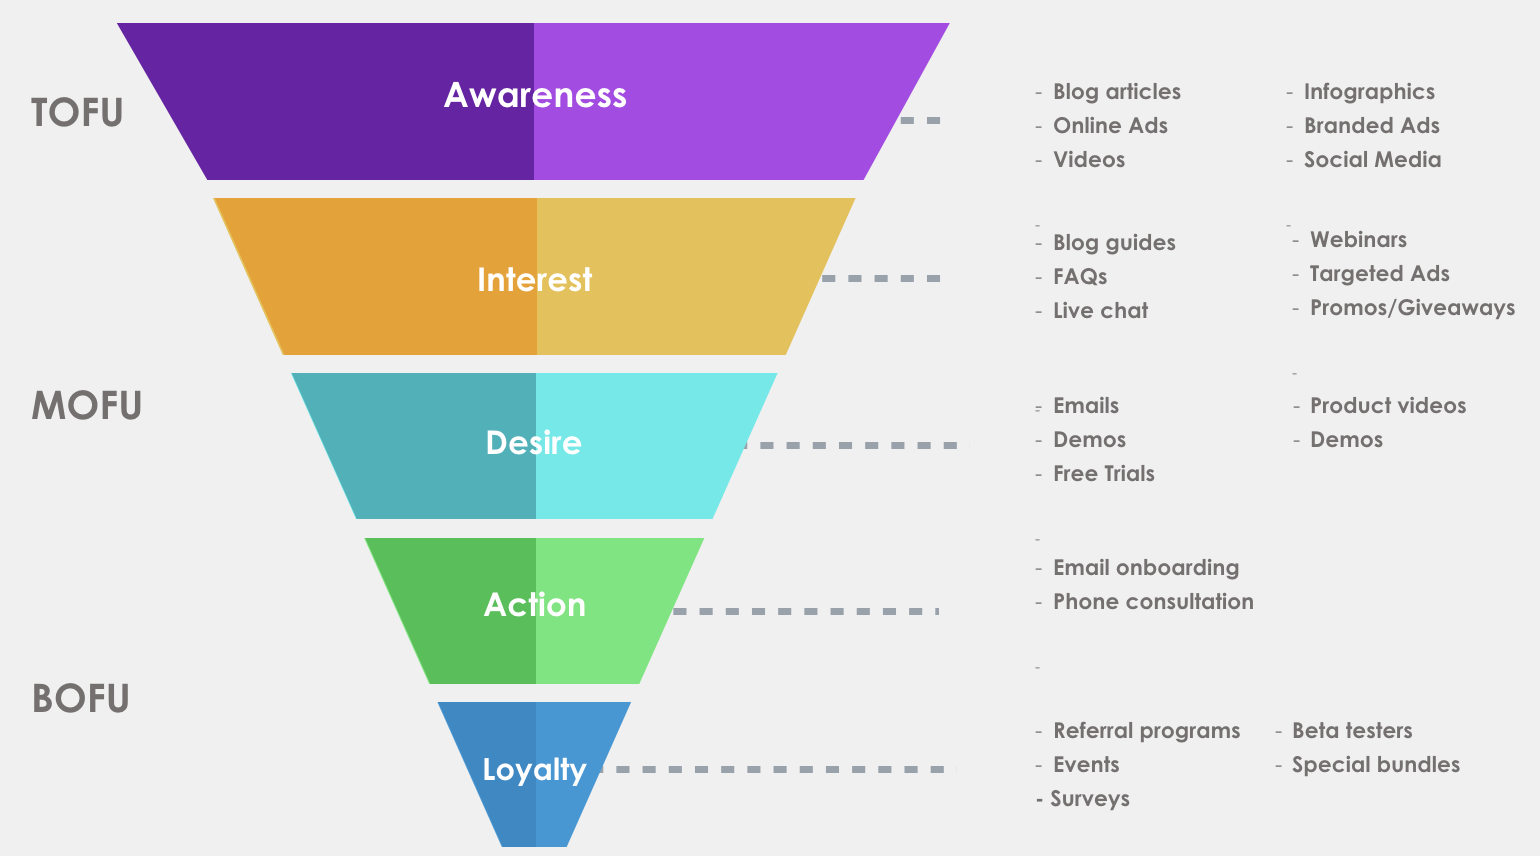 TOFU
Awareness
- Blog articles
- Online Ads
- Videos
- Infographics
- Branded Ads
- Social Media
Interest
-
- Blog guides
- FAQs
- Live chat
-
- Webinars
- Targeted Ads
- Promos/Giveaways
MOFU
Desire
- Emails
-
- Demos
- Free Trials
-
- Product videos
- Demos
Action
-
- Email onboarding
- Phone consultation
-
BOFU
Loyalty
- Referral programs
- Events
- Surveys
- Beta testers
- Special bundles